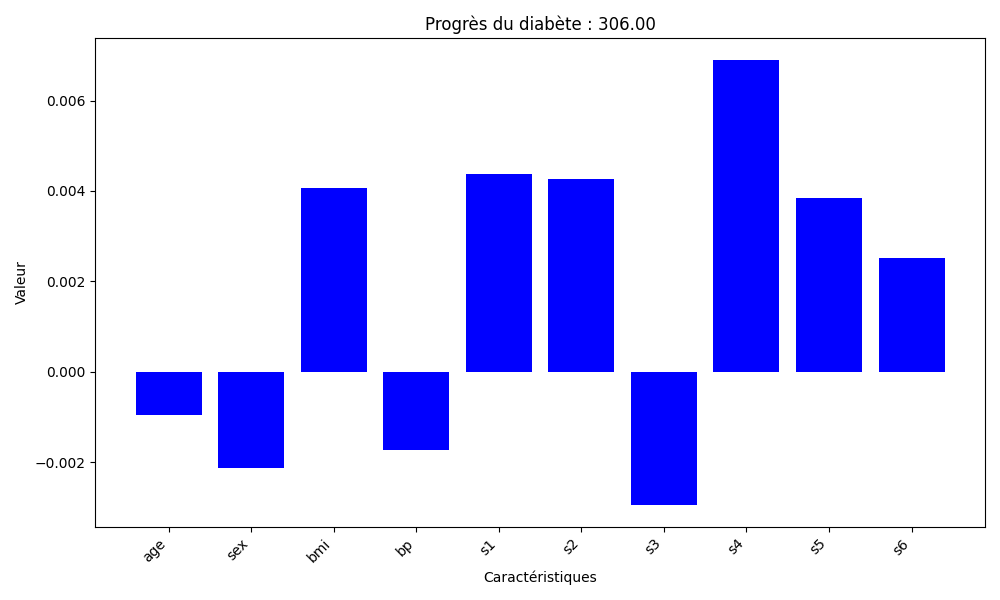 Progrès du diabète : 306.00
0.006
0.004
0.002
0.000
−0.002
Valeur
age sex bmi bp s1 s2 s3 s4 s5 s6
Caractéristiques